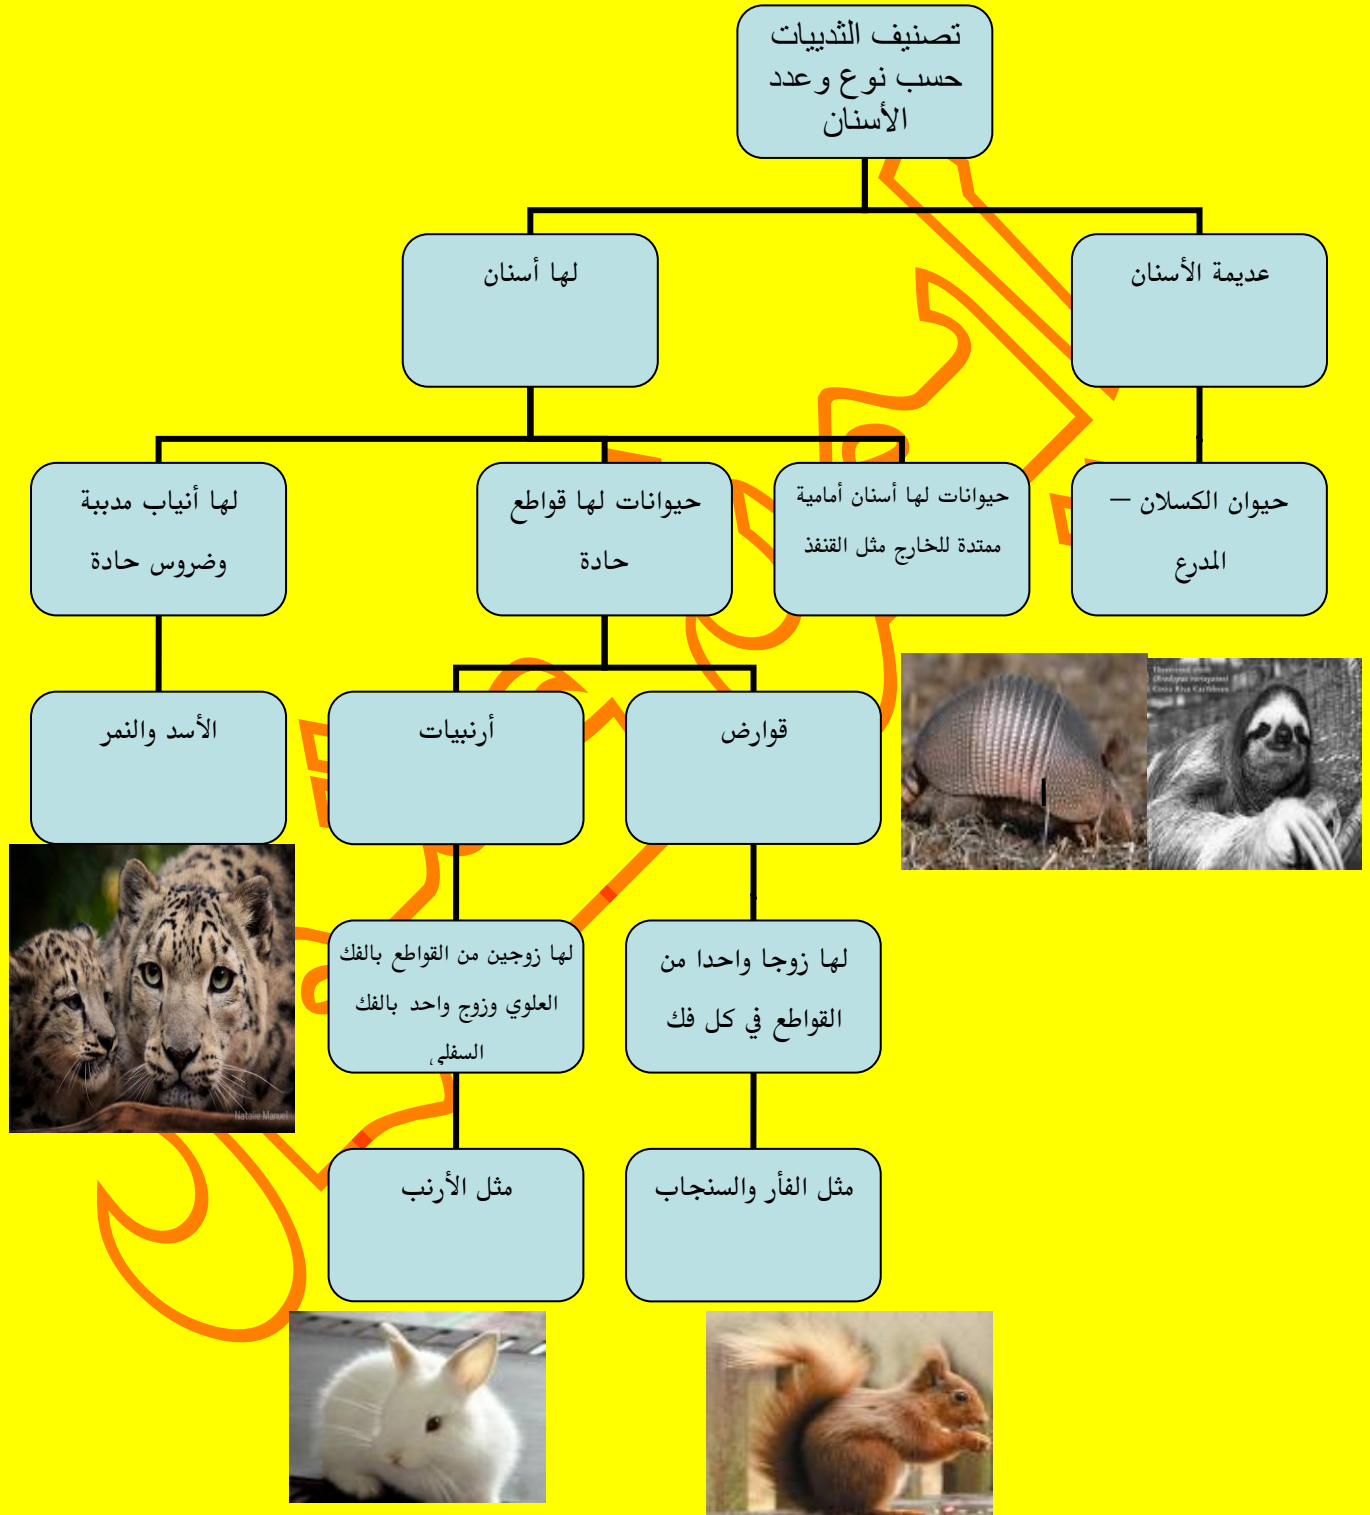 تصنيف الثدييات
حسب نوع وعدد
الأسنان
عديمة الأسنان
لها أسنان
حيوان الكسلان –
المدرع
حيوانات لها أسنان أمامية
ممتدة للخارج مثل القنفذ
حيوانات لها قواطع
حادة
لها أنياب مدببة
وضروس حادة
قوارض
أرنبيات
الأسد والنمر
لها زوجا واحدا من
القواطع في كل فك
لها زوجين من القواطع بالفك
العلوي وزوج واحد بالفك
السفلي
مثل الفأر والسنجاب
مثل الأرنب
Natalie Manuel